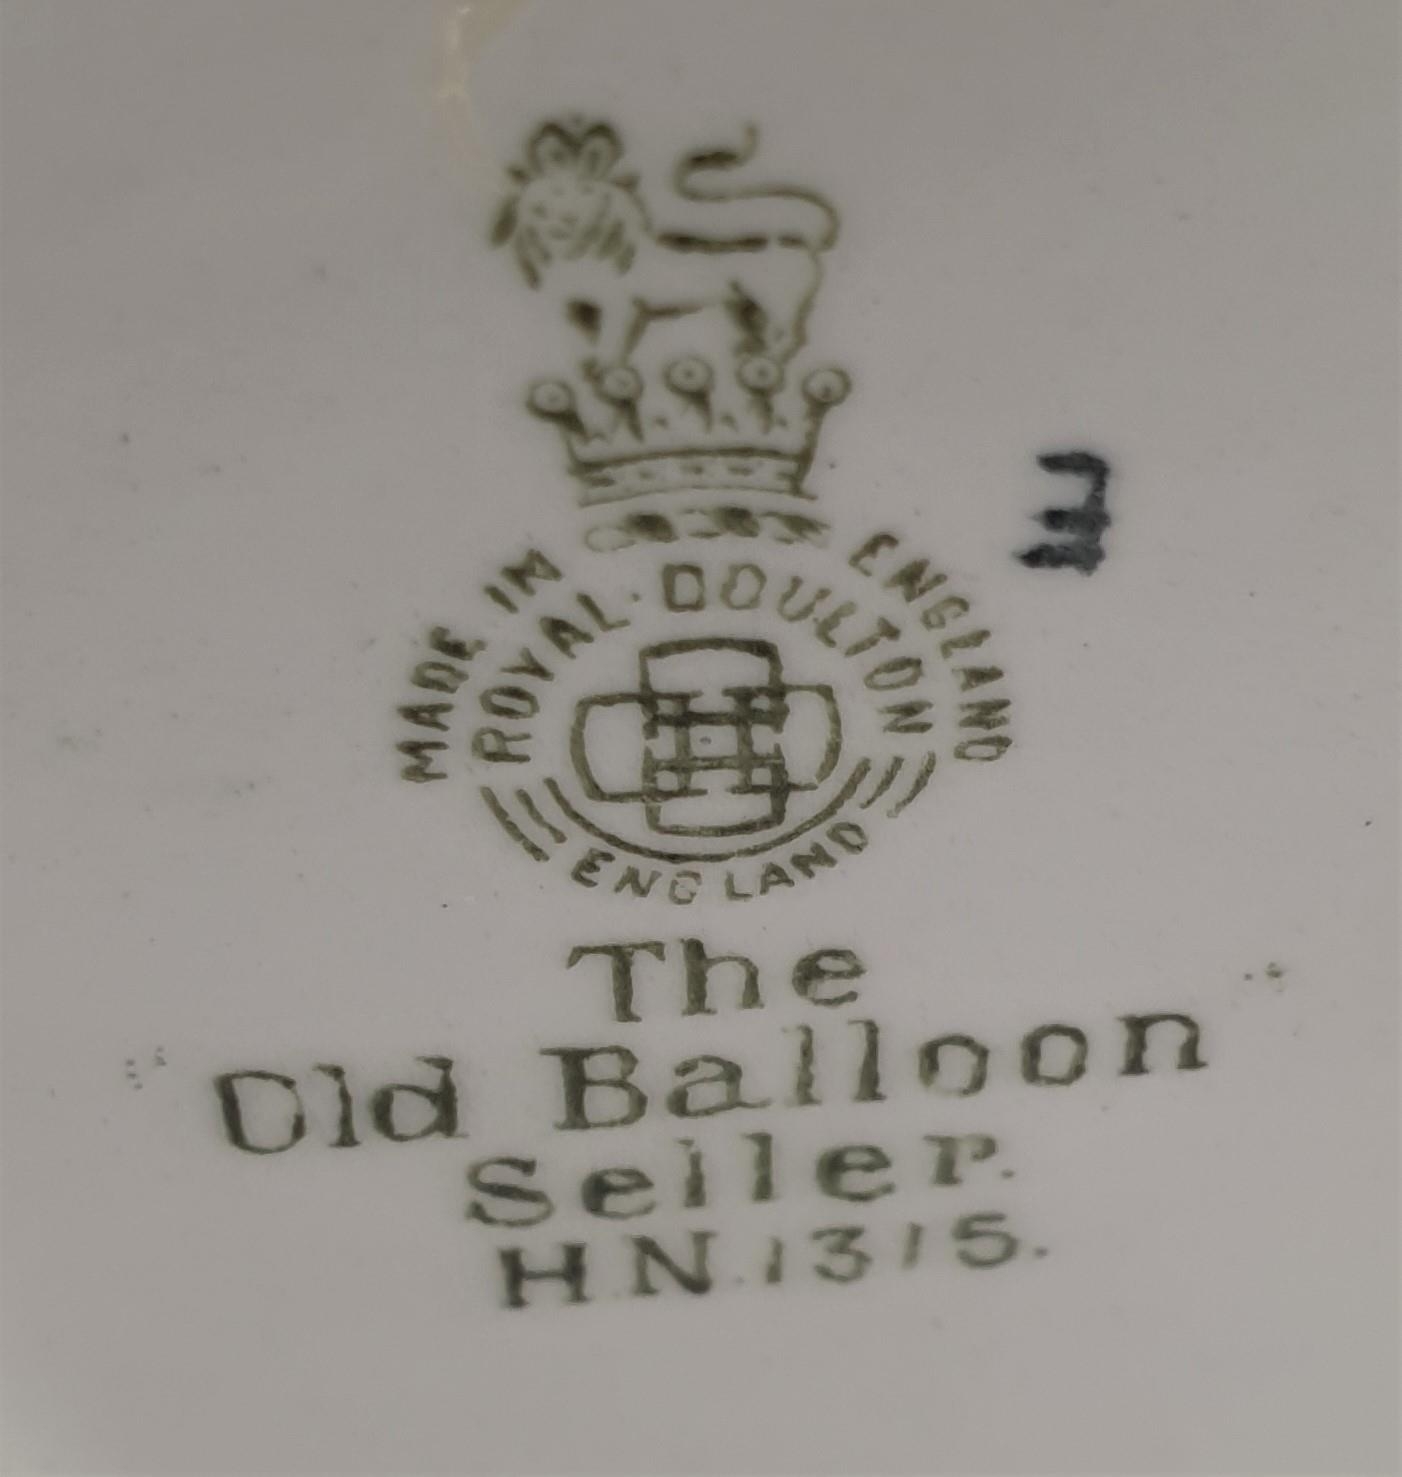 MADE IN ENGLAND
ROYAL·DOULTON
ENGLAND
The
"Old Balloon"
Seller.
H.N.1315.